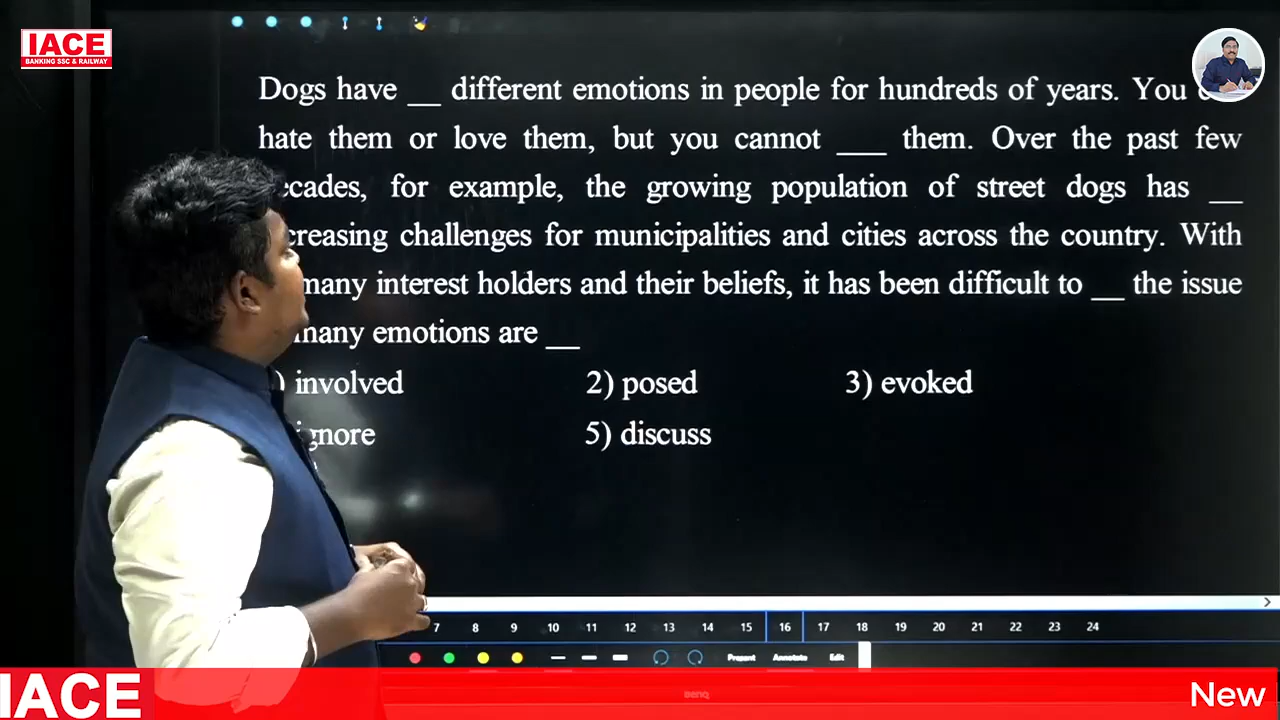 IACE
BANKING SSC & RAILWAY
Dogs have __ different emotions in people for hundreds of years. You
hate them or love them, but you cannot ___ them. Over the past few
for example, the growing population of street dogs has __
challenges for municipalities and cities across the country. With
many interest holders and their beliefs, it has been difficult to __ the issue
many emotions are __
) involved 2) posed 3) evoked
5) discuss
7 8 9 10 11 12 13 14 15 16 17 18 19 20 21 22 23 24
Present Annotate Edit
BenQ
IACE New